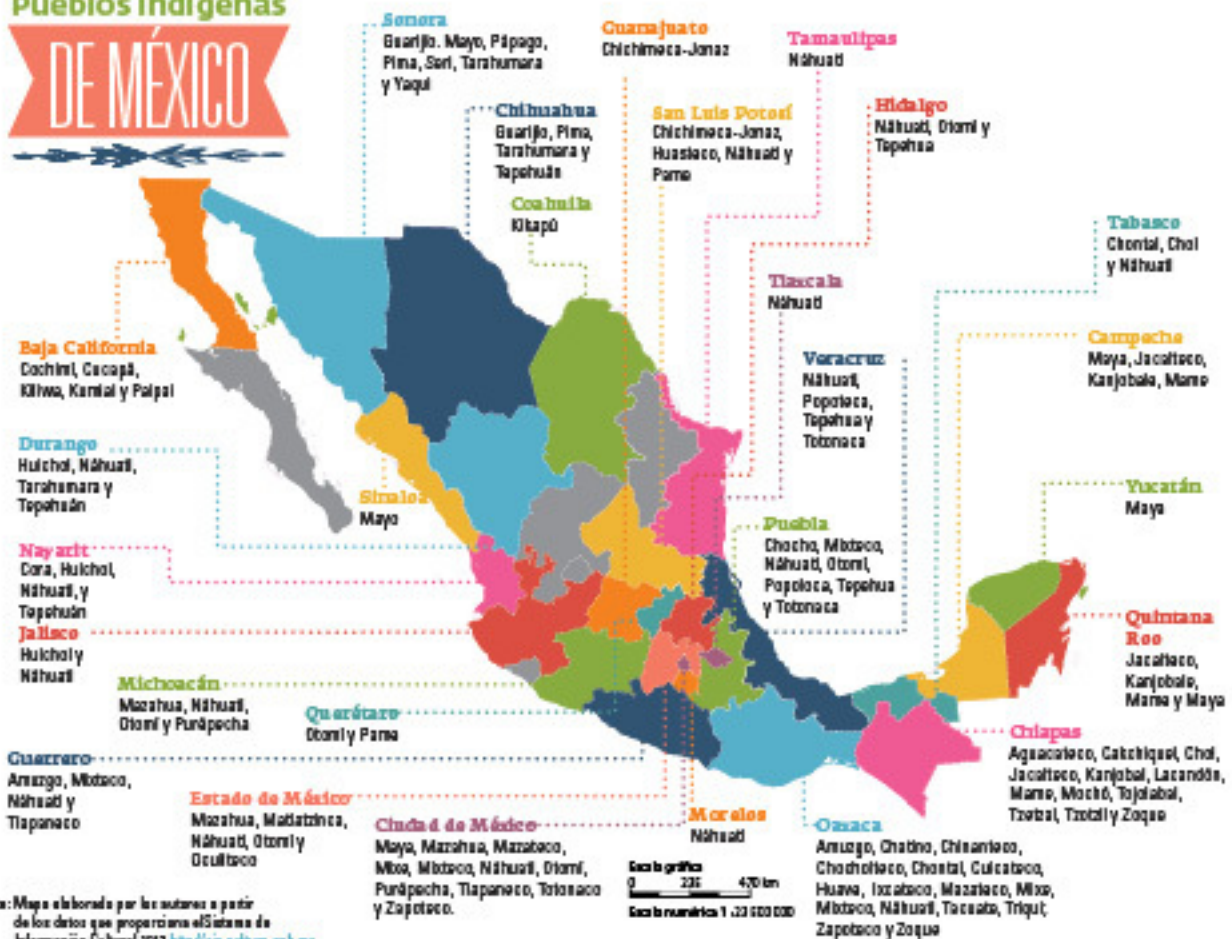 Pueblos Indígenas
DE MÉXICO
Sonora
Guarijío. Mayo, Pápago,
Pima, Seri, Tarahumara
y Yaqui
Guanajuato
Chichimeca-Jonaz
Tamaulipas
Náhuatl
Chihuahua
Guarijío, Pima,
Tarahumara y
Tepehuán
San Luis Potosí
Chichimeca-Jonaz,
Huasteco, Náhuatl y
Pame
Hidalgo
Náhuatl, Otomí y
Tepehua
Coahuila
Kikapú
Tabasco
Chontal, Chol
y Náhuatl
Tlaxcala
Náhuatl
Baja California
Cochimí, Cucapá,
Kiliwa, Kumiai y Paipai
Veracruz
Náhuatl,
Popoteca,
Tepehua y
Totonaca
Campeche
Maya, Jacalteco,
Kanjobale, Mame
Durango
Huichol, Náhuatl,
Tarahumara y
Tepehuán
Sinaloa
Mayo
Yucatán
Maya
Puebla
Chocho, Mixteco,
Náhuatl, Otomí,
Popoloca, Tepehua
y Totonaca
Nayarit
Cora, Huichol,
Náhuatl, y
Tepehuán
Jalisco
Huichol y
Náhuatl
Quintana
Roo
Jacalteco,
Kanjobale,
Mame y Maya
Michoacán
Mazahua, Náhuatl,
Otomí y Purépecha
Querétaro
Otomí y Pame
Chiapas
Aguacateco, Cakchiquel, Chol,
Jacalteco, Kanjobal, Lacandón,
Mame, Mochó, Tojolabal,
Tzeltal, Tzotzil y Zoque
Guerrero
Amuzgo, Mixteco,
Náhuatl y
Tlapaneco
Estado de México
Mazahua, Matlatzinca,
Náhuatl, Otomí y
Ocuilteco
Ciudad de México
Maya, Mazahua, Mazateco,
Mixe, Mixteco, Náhuatl, Otomí,
Purépecha, Tlapaneco, Totonaco
y Zapoteco.
Morelos
Náhuatl
Oaxaca
Amuzgo, Chatino, Chinanteco,
Chocholteco, Chontal, Cuicateco,
Huave, Ixcateco, Mazateco, Mixe,
Mixteco, Náhuatl, Tacuate, Triqui,
Zapoteco y Zoque
Escala gráfica
0 235 470 km
Escala numérica 1 :23 500 000
: Mapa elaborado por los autores a partir
de los datos que proporciona el Sistema de